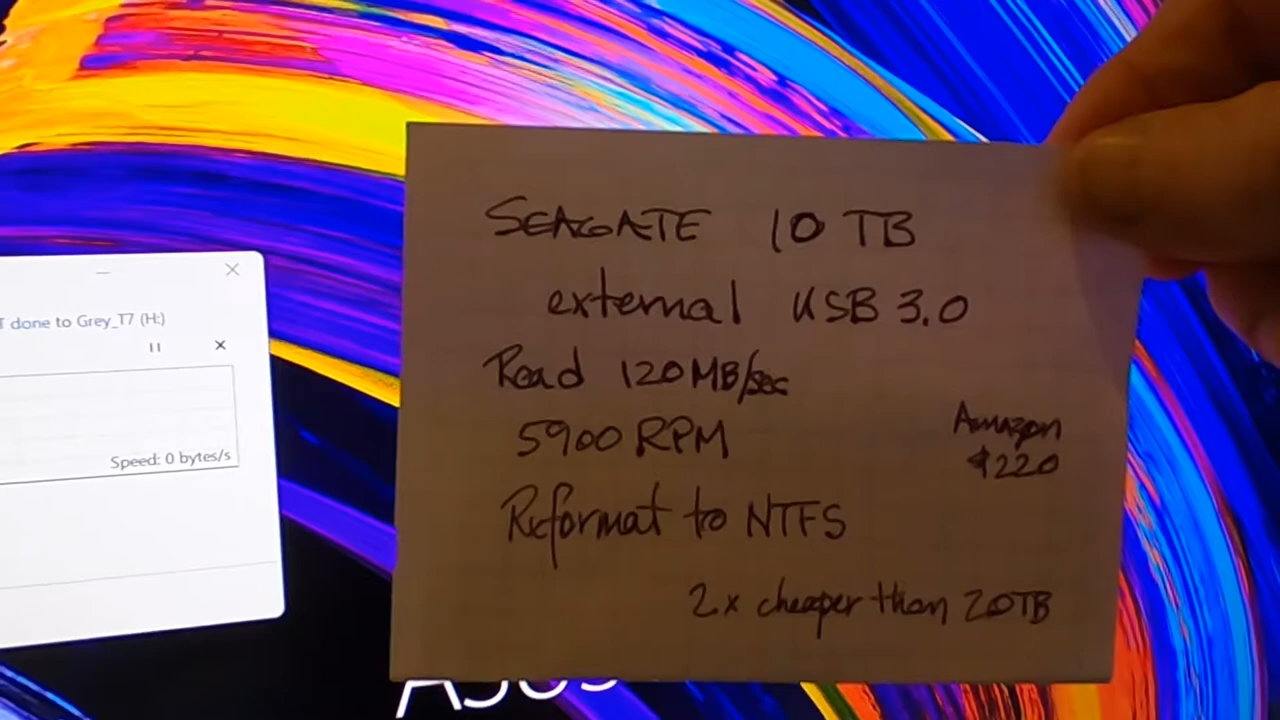 T done to Grey_T7 (H:)
Speed: 0 bytes/s
SEAGATE 10 TB
external USB 3.0
Read 120MB/sec
5900 RPM
Amazon
$220
Reformat to NTFS
2x cheaper than 20TB
ASUS